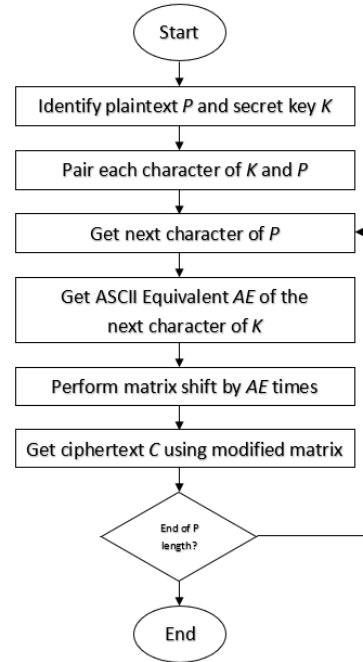 Start
Identify plaintext P and secret key K
Pair each character of K and P
Get next character of P
Get ASCII Equivalent AE of the
next character of K
Perform matrix shift by AE times
Get ciphertext C using modified matrix
End of P
length?
End